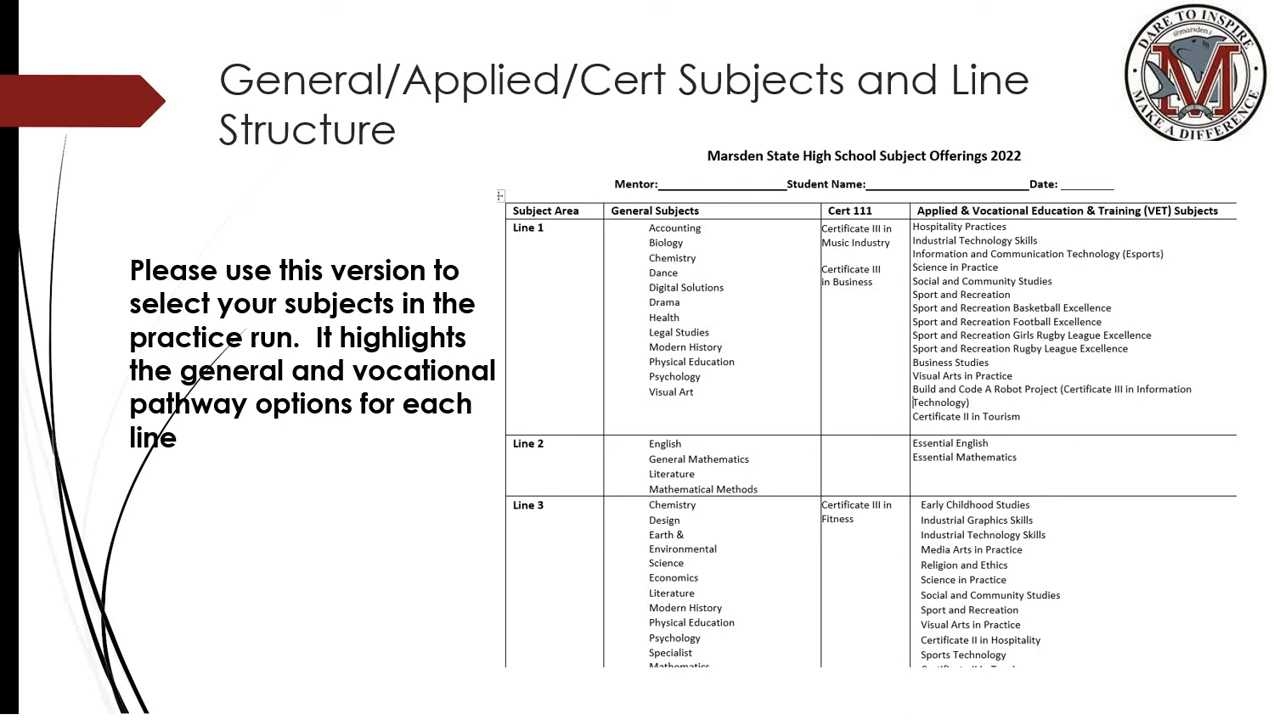 General/Applied/Cert Subjects and Line
Structure
DARE TO INSPIRE
@marsden.s
M
MAKE A DIFFERENCE
Please use this version to
select your subjects in the
practice run. It highlights
the general and vocational
pathway options for each
line
Marsden State High School Subject Offerings 2022
Mentor:____________________Student Name:_________________________Date: ________
Subject Area General Subjects Cert 111 Applied & Vocational Education & Training (VET) Subjects
Line 1
Accounting
Biology
Chemistry
Dance
Digital Solutions
Drama
Health
Legal Studies
Modern History
Physical Education
Psychology
Visual Art
Certificate III in
Music Industry
Certificate III
in Business
Hospitality Practices
Industrial Technology Skills
Information and Communication Technology (Esports)
Science in Practice
Social and Community Studies
Sport and Recreation
Sport and Recreation Basketball Excellence
Sport and Recreation Football Excellence
Sport and Recreation Girls Rugby League Excellence
Sport and Recreation Rugby League Excellence
Business Studies
Visual Arts in Practice
Build and Code A Robot Project (Certificate III in Information
Technology)
Certificate II in Tourism
Line 2
English
General Mathematics
Literature
Mathematical Methods
Essential English
Essential Mathematics
Line 3
Chemistry
Design
Earth &
Environmental
Science
Economics
Literature
Modern History
Physical Education
Psychology
Specialist
Mathematics
Certificate III in
Fitness
Early Childhood Studies
Industrial Graphics Skills
Industrial Technology Skills
Media Arts in Practice
Religion and Ethics
Science in Practice
Social and Community Studies
Sport and Recreation
Visual Arts in Practice
Certificate II in Hospitality
Sports Technology